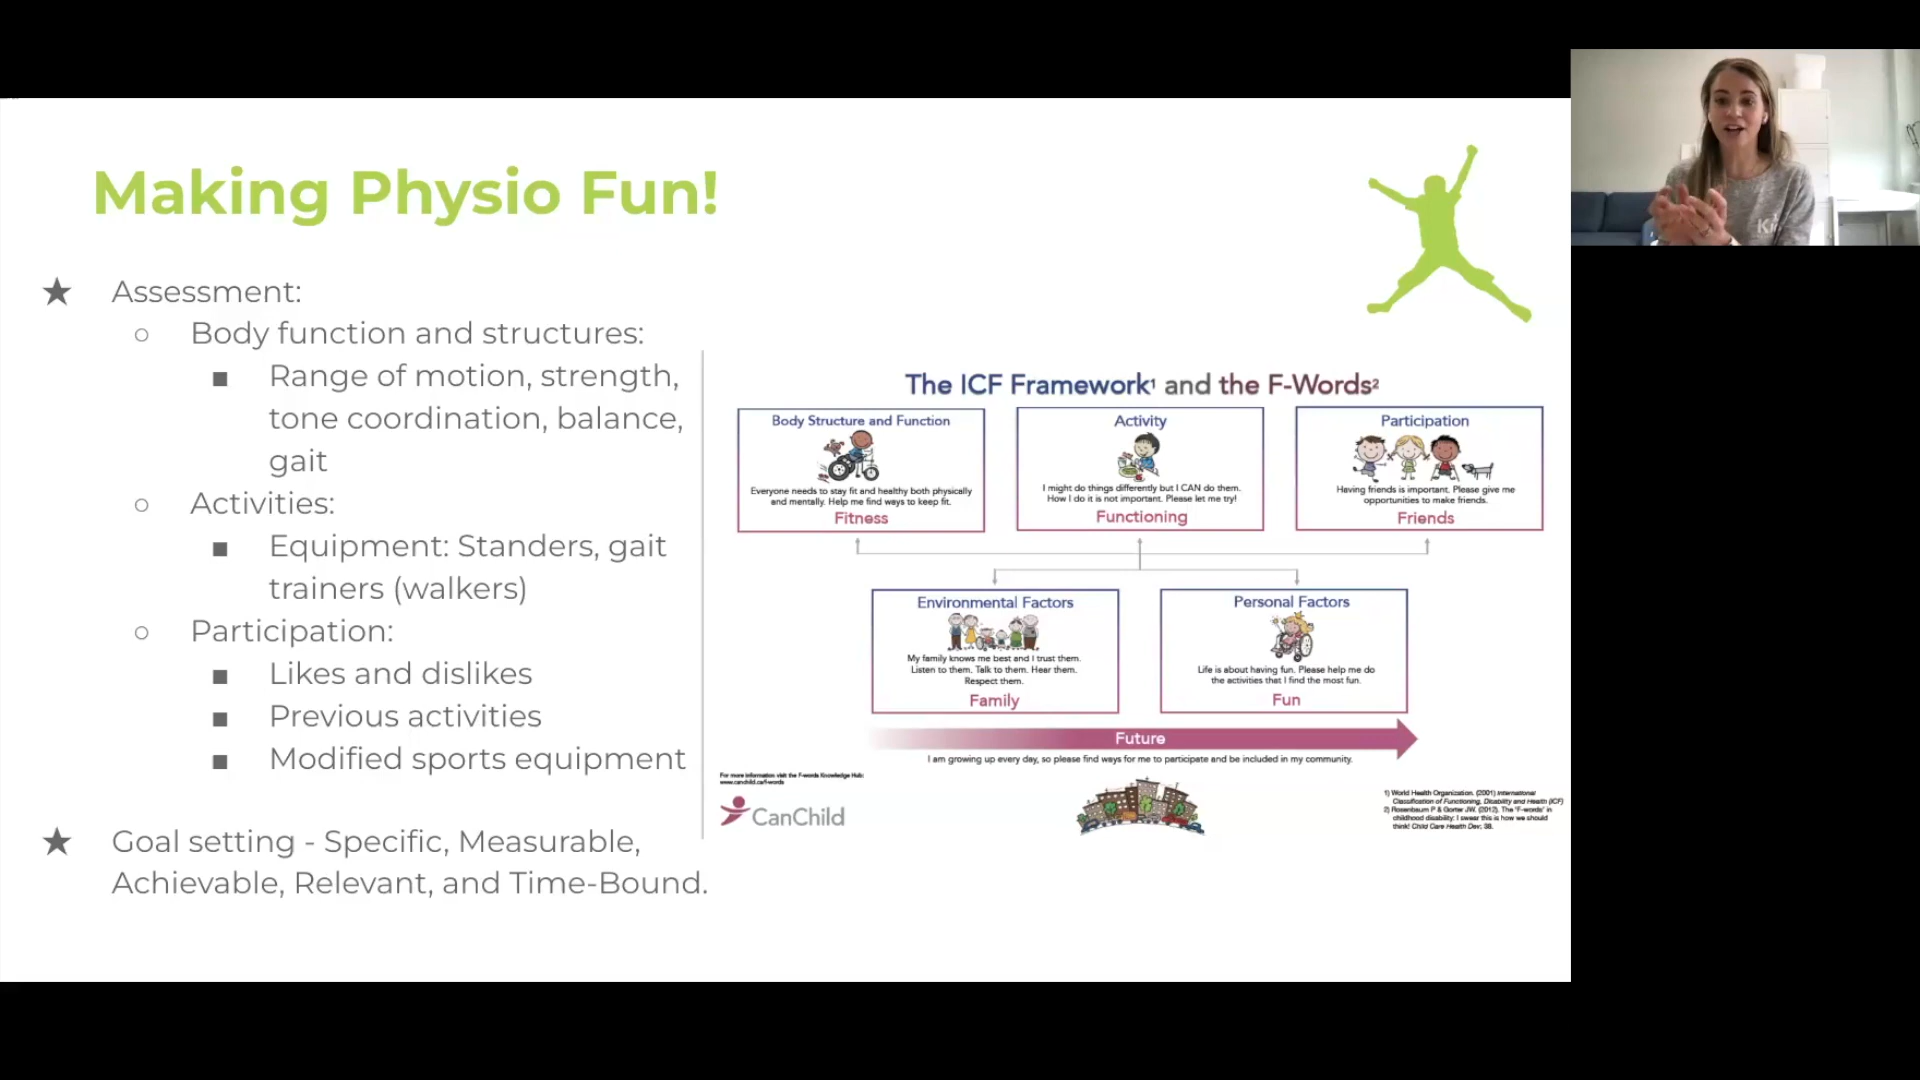 Making Physio Fun!
★ Assessment:
○ Body function and structures:
■ Range of motion, strength,
tone coordination, balance,
gait
○ Activities:
■ Equipment: Standers, gait
trainers (walkers)
○ Participation:
■ Likes and dislikes
■ Previous activities
■ Modified sports equipment
★ Goal setting - Specific, Measurable,
Achievable, Relevant, and Time-Bound.
The ICF Framework¹ and the F-Words²
Body Structure and Function
Everyone needs to stay fit and healthy both physically
and mentally. Help me find ways to keep fit.
Fitness
Activity
I might do things differently but I CAN do them.
How I do it is not important. Please let me try!
Functioning
Participation
Having friends is important. Please give me
opportunities to make friends.
Friends
Environmental Factors
My family knows me best and I trust them.
Listen to them. Talk to them. Hear them.
Respect them.
Family
Personal Factors
Life is about having fun. Please help me do
the activities that I find the most fun.
Fun
Future
I am growing up every day, so please find ways for me to participate and be included in my community.
For more information visit the F-words Knowledge Hub:
www.canchild.ca/f-words
CanChild
1) World Health Organization. (2001) International
Classification of Functioning, Disability and Health (ICF)
2) Rosenbaum P & Gorter JW. (2012). The 'F-words' in
childhood disability: I swear this is how we should
think! Child Care Health Dev; 38.